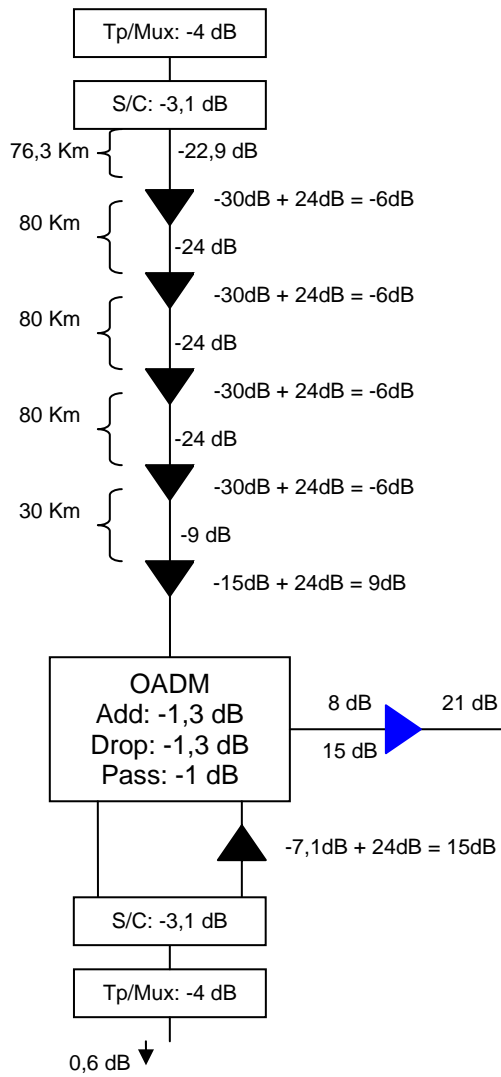 Tp/Mux: -4 dB
S/C: -3,1 dB
76,3 Km
-22,9 dB
-30dB + 24dB = -6dB
80 Km
-24 dB
-30dB + 24dB = -6dB
80 Km
-24 dB
-30dB + 24dB = -6dB
80 Km
-24 dB
-30dB + 24dB = -6dB
30 Km
-9 dB
-15dB + 24dB = 9dB
OADM
Add: -1,3 dB
Drop: -1,3 dB
Pass: -1 dB
8 dB
21 dB
15 dB
-7,1dB + 24dB = 15dB
S/C: -3,1 dB
Tp/Mux: -4 dB
0,6 dB